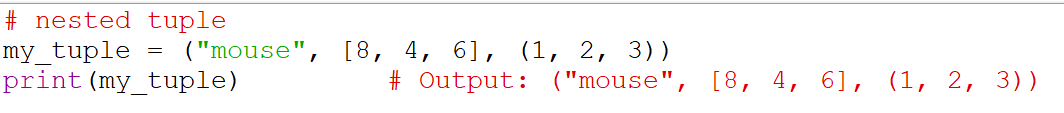 # nested tuple
my_tuple = ("mouse", [8, 4, 6], (1, 2, 3))
print(my_tuple)          # Output: ("mouse", [8, 4, 6], (1, 2, 3))